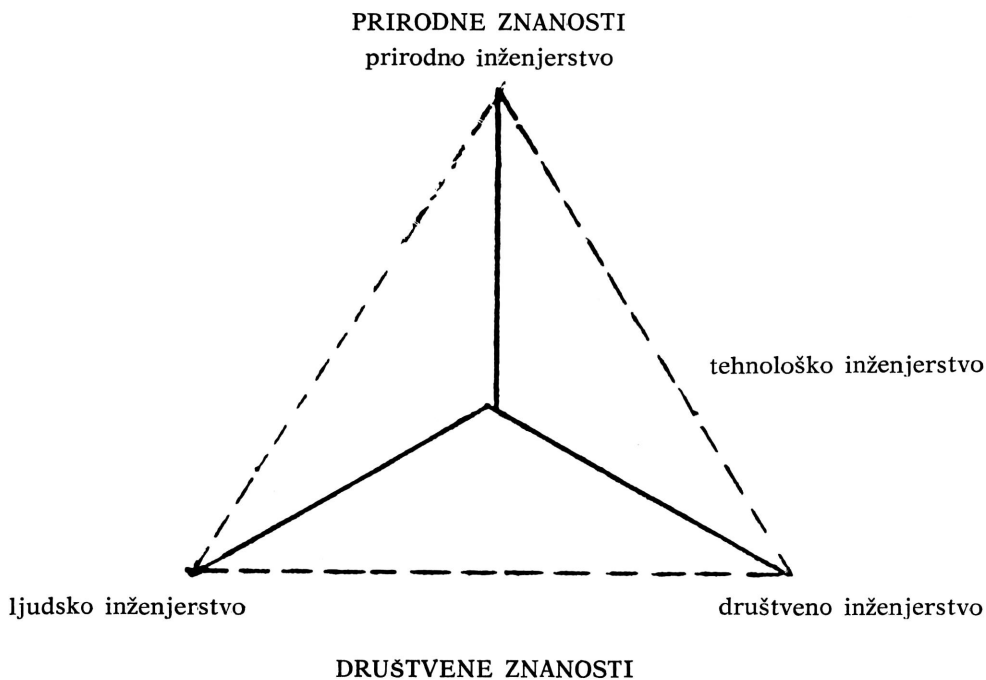 PRIRODNE ZNANOSTI
prirodno inženjerstvo
tehnološko inženjerstvo
ljudsko inženjerstvo
društveno inženjerstvo
DRUŠTVENE ZNANOSTI